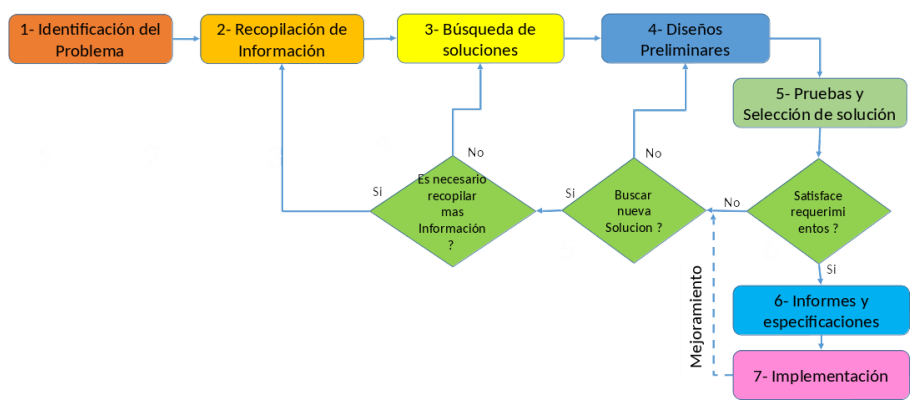 1- Identificación del
Problema
2- Recopilación de
Información
3- Búsqueda de
soluciones
4- Diseños
Preliminares
5- Pruebas y
Selección de solución
No
No
Es necesario
recopilar
mas
Información
?
Si
Si
Buscar
nueva
Solucion ?
No
Satisface
requerimi
entos ?
Si
6- Informes y
especificaciones
Mejoramiento
7- Implementación